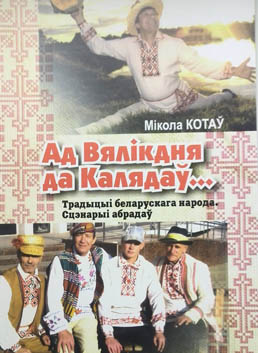 Мікола КОТАЎ
Ад Вялікдня
да Калядаў...
Традыцыі беларускага народа.
Сцэнарыі абрадаў